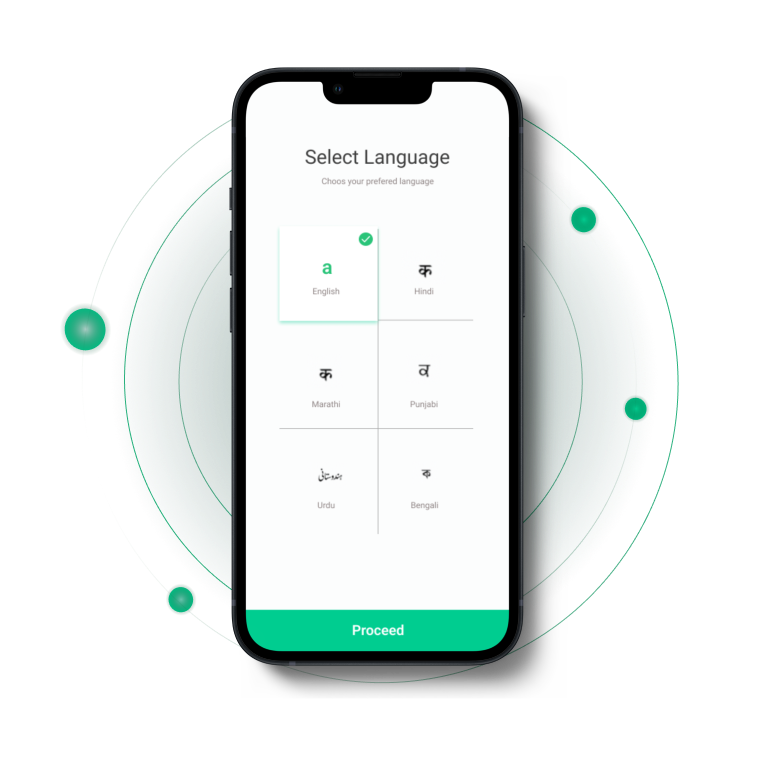 Select Language
Choos your prefered language
a
English
क
Hindi
क
Marathi
ਕ
Punjabi
ہندوستانی
Urdu
ক
Bengali
Proceed